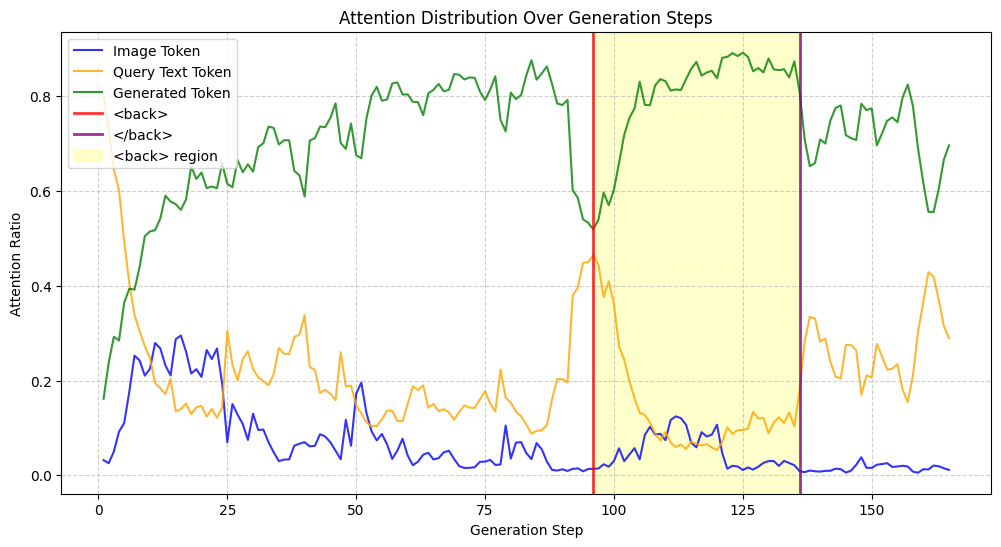 Attention Distribution Over Generation Steps
Image Token
Query Text Token
Generated Token
<back>
</back>
<back> region
Attention Ratio
0.8
0.6
0.4
0.2
0.0
0
25
50
75
100
125
150
Generation Step